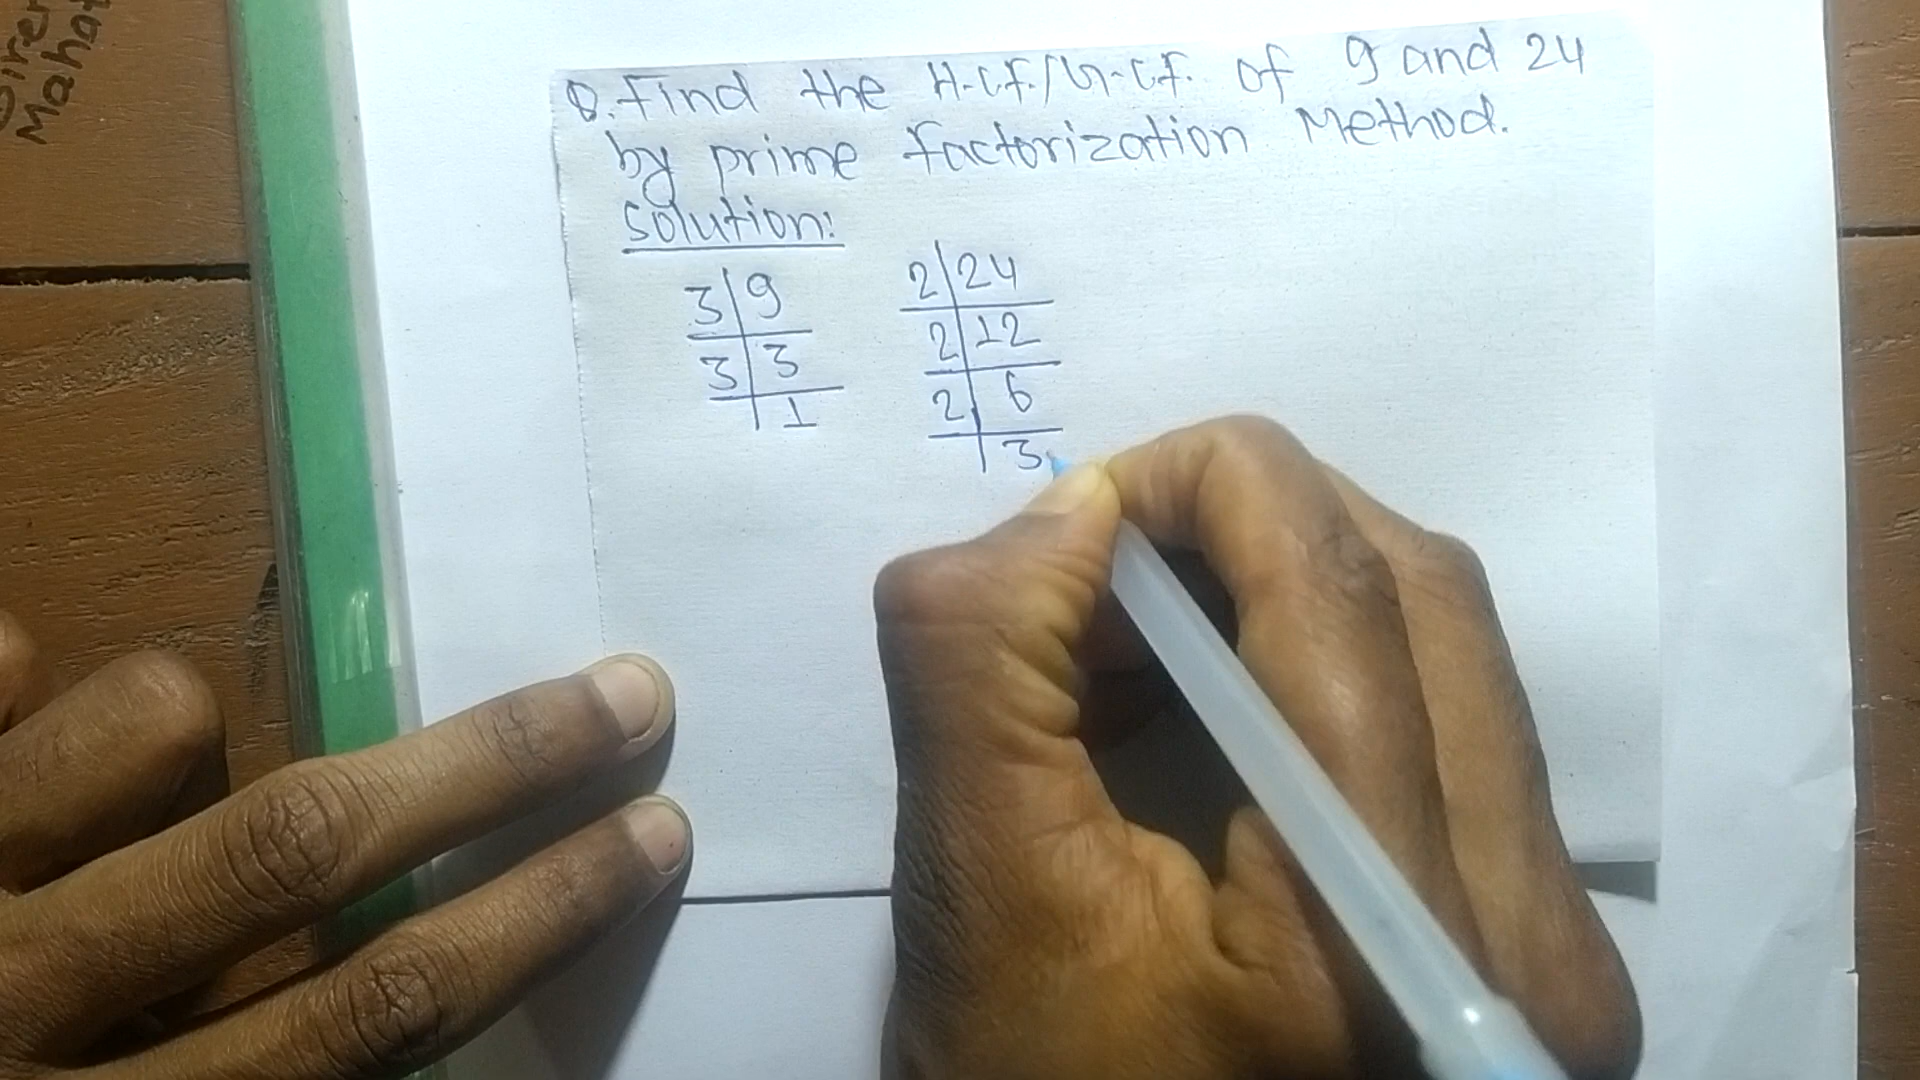 Q. Find the H.C.F./G.C.F. of 9 and 24
by prime factorization Method.
Solution:
3 9
3 3
1
2 24
2 12
2 6
3
Mahat